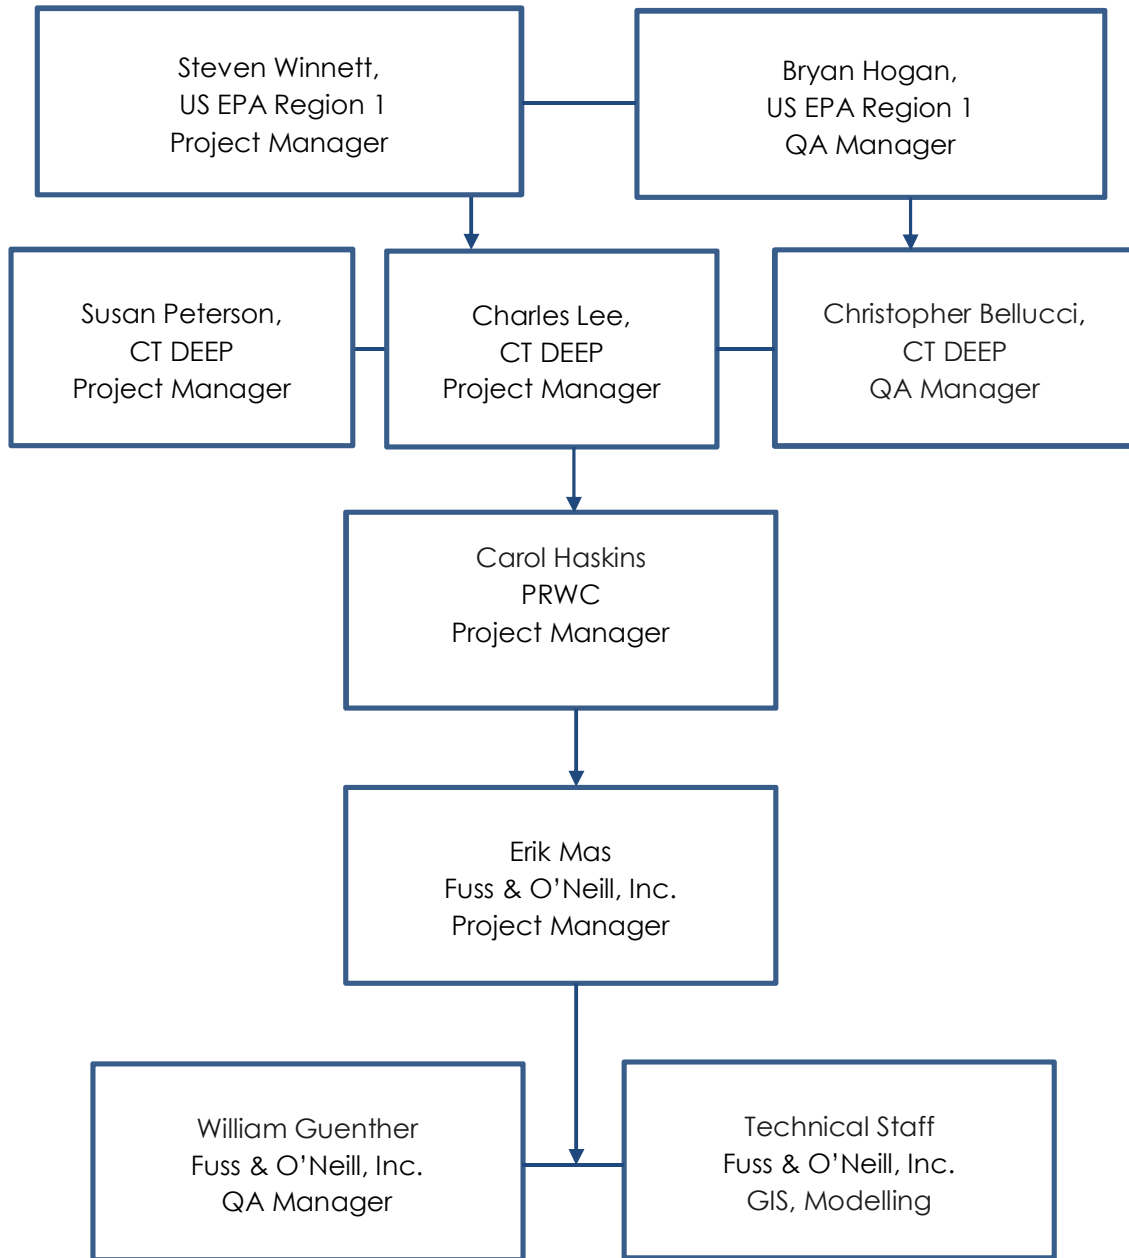 Steven Winnett,
US EPA Region 1
Project Manager
Bryan Hogan,
US EPA Region 1
QA Manager
Susan Peterson,
CT DEEP
Project Manager
Charles Lee,
CT DEEP
Project Manager
Christopher Bellucci,
CT DEEP
QA Manager
Carol Haskins
PRWC
Project Manager
Erik Mas
Fuss & O’Neill, Inc.
Project Manager
William Guenther
Fuss & O’Neill, Inc.
QA Manager
Technical Staff
Fuss & O’Neill, Inc.
GIS, Modelling